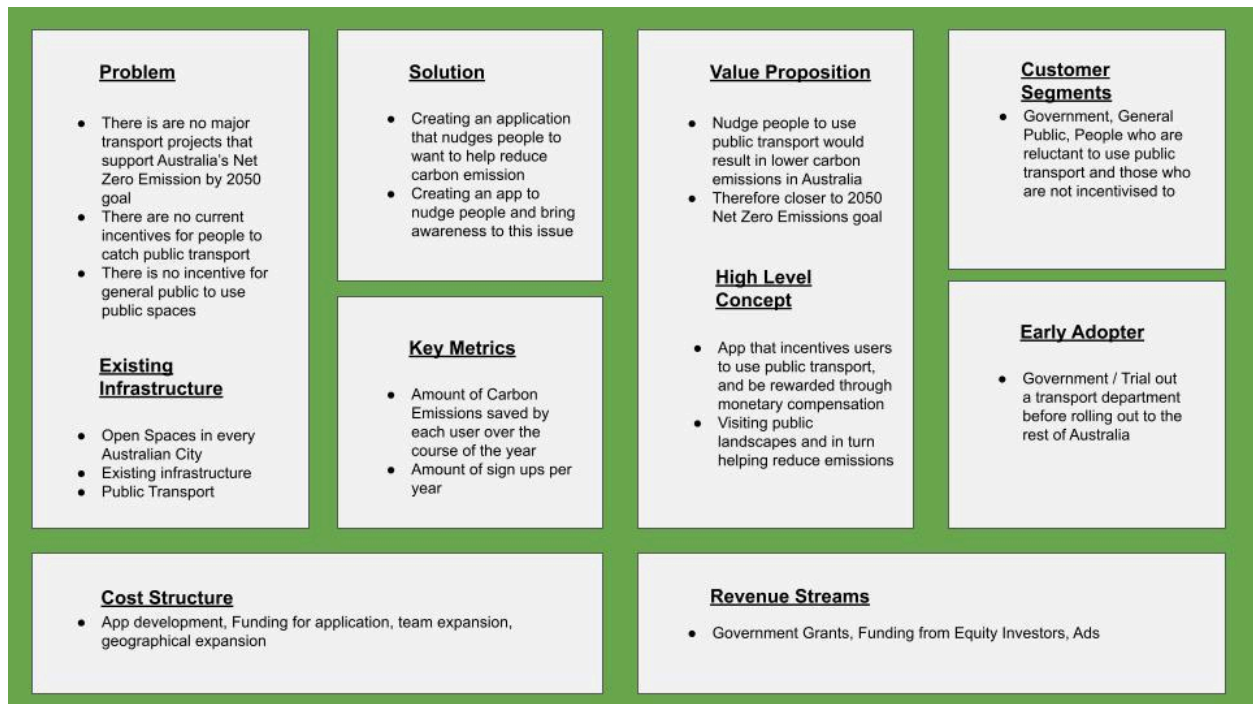 Problem
● There is are no major
transport projects that
support Australia's Net
Zero Emission by 2050
goal
● There are no current
incentives for people to
catch public transport
● There is no incentive for
general public to use
public spaces
Existing
Infrastructure
● Open Spaces in every
Australian City
● Existing infrastructure
● Public Transport
Solution
● Creating an application
that nudges people to
want to help reduce
carbon emission
● Creating an app to
nudge people and bring
awareness to this issue
Key Metrics
● Amount of Carbon
Emissions saved by
each user over the
course of the year
● Amount of sign ups per
year
Value Proposition
● Nudge people to use
public transport would
result in lower carbon
emissions in Australia
● Therefore closer to 2050
Net Zero Emissions goal
High Level
Concept
● App that incentives users
to use public transport,
and be rewarded through
monetary compensation
● Visiting public
landscapes and in turn
helping reduce emissions
Customer
Segments
● Government, General
Public, People who are
reluctant to use public
transport and those who
are not incentivised to
Early Adopter
● Government / Trial out
a transport department
before rolling out to the
rest of Australia
Cost Structure
● App development, Funding for application, team expansion,
geographical expansion
Revenue Streams
● Government Grants, Funding from Equity Investors, Ads